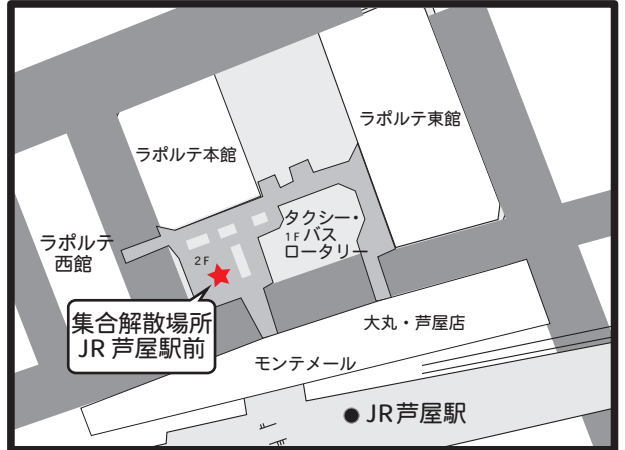 ラポルテ東館
ラポルテ本館
タクシー・
1F バス
ロータリー
ラポルテ
西館
2F
集合解散場所
JR 芦屋駅前
大丸・芦屋店
モンテメール
JR芦屋駅